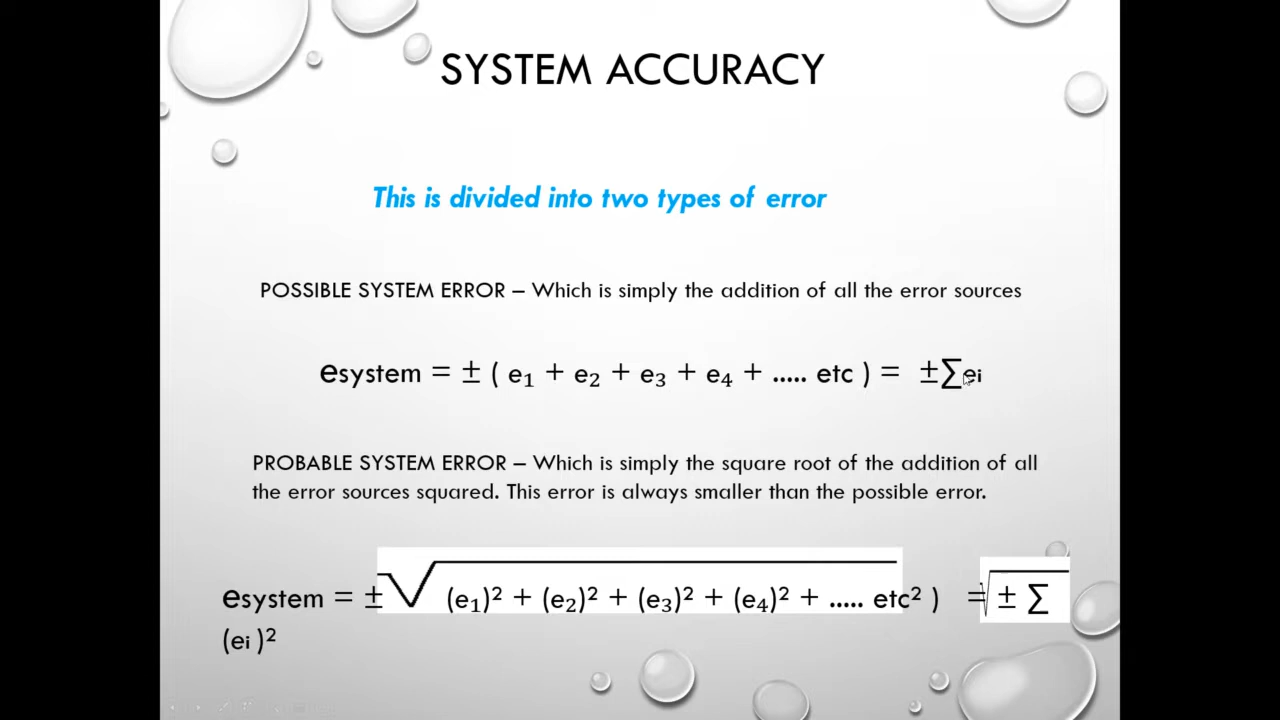 SYSTEM ACCURACY
This is divided into two types of error
POSSIBLE SYSTEM ERROR – Which is simply the addition of all the error sources
esystem = ± ( e₁ + e₂ + e₃ + e₄ + ..... etc ) = ±∑ei
PROBABLE SYSTEM ERROR – Which is simply the square root of the addition of all
the error sources squared. This error is always smaller than the possible error.
esystem = ±√ (e₁)² + (e₂)² + (e₃)² + (e₄)² + ..... etc² ) =√± ∑
(ei )²